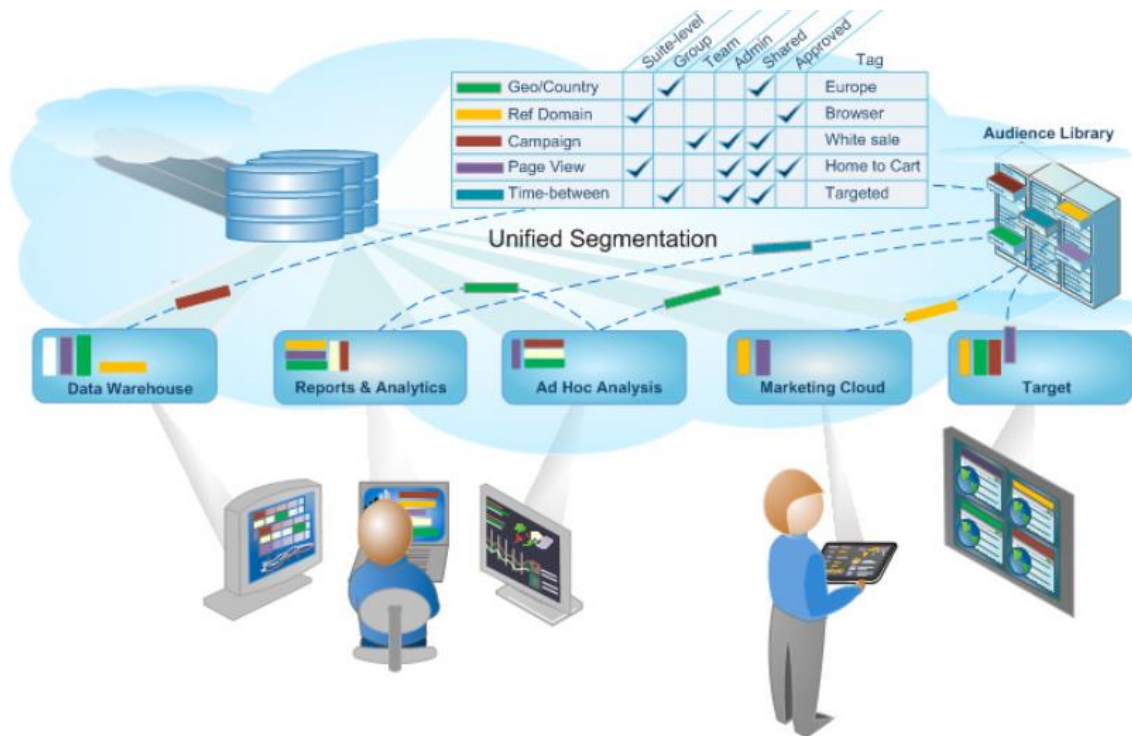 Suite-level
Group
Team
Admin
Shared
Approved
Tag
Geo/Country
Europe
Ref Domain
Browser
Campaign
White sale
Page View
Home to Cart
Time-between
Targeted
Audience Library
Unified Segmentation
Data Warehouse
Reports & Analytics
Ad Hoc Analysis
Marketing Cloud
Target